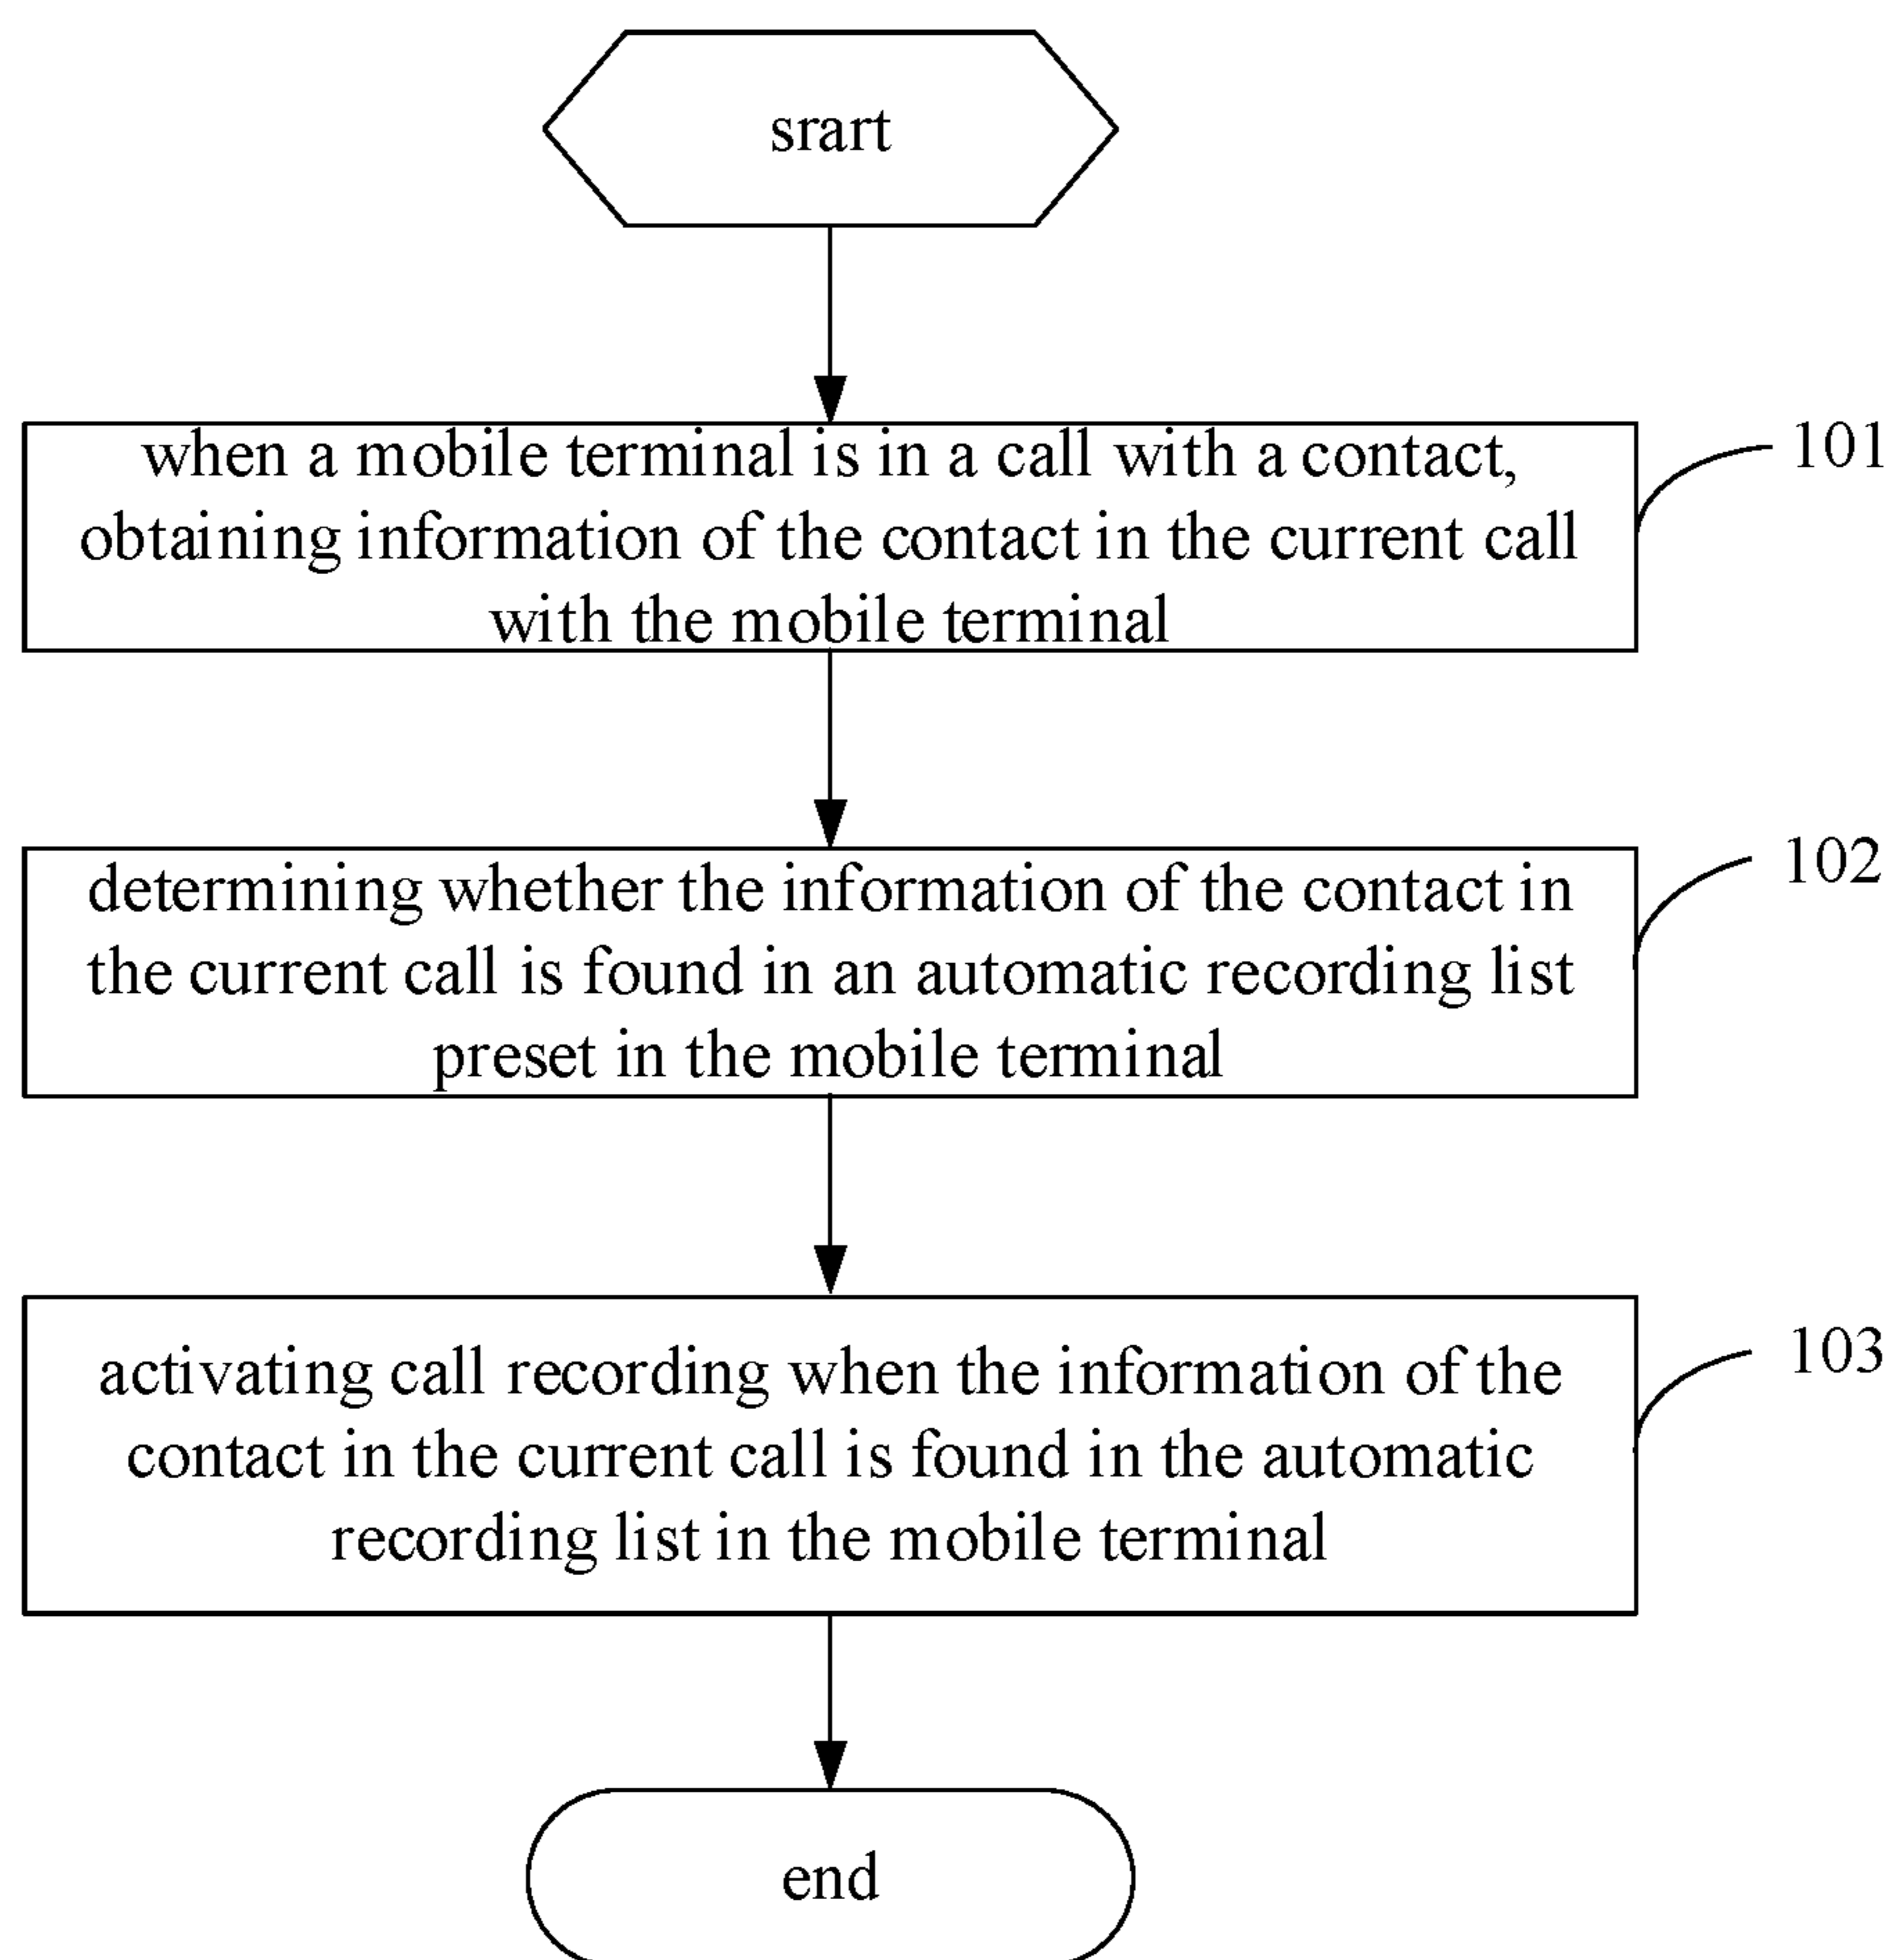 srart
when a mobile terminal is in a call with a contact,
obtaining information of the contact in the current call
with the mobile terminal
101
determining whether the information of the contact in
the current call is found in an automatic recording list
preset in the mobile terminal
102
activating call recording when the information of the
contact in the current call is found in the automatic
recording list in the mobile terminal
103
end